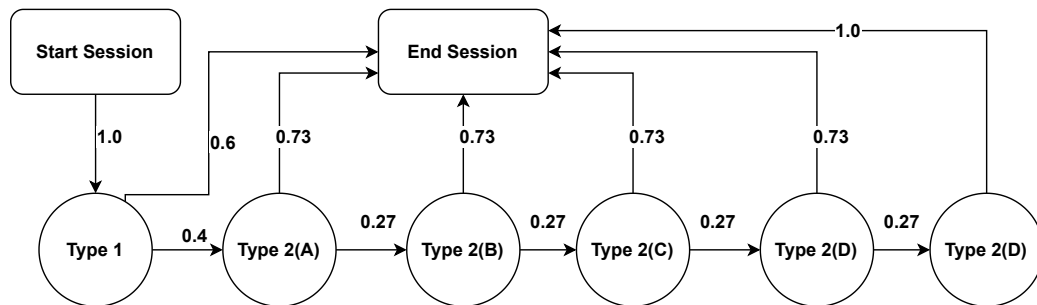 Start Session
End Session
1.0
1.0
0.6
0.73
0.73
0.73
0.73
Type 1
0.4
Type 2(A)
0.27
Type 2(B)
0.27
Type 2(C)
0.27
Type 2(D)
0.27
Type 2(D)